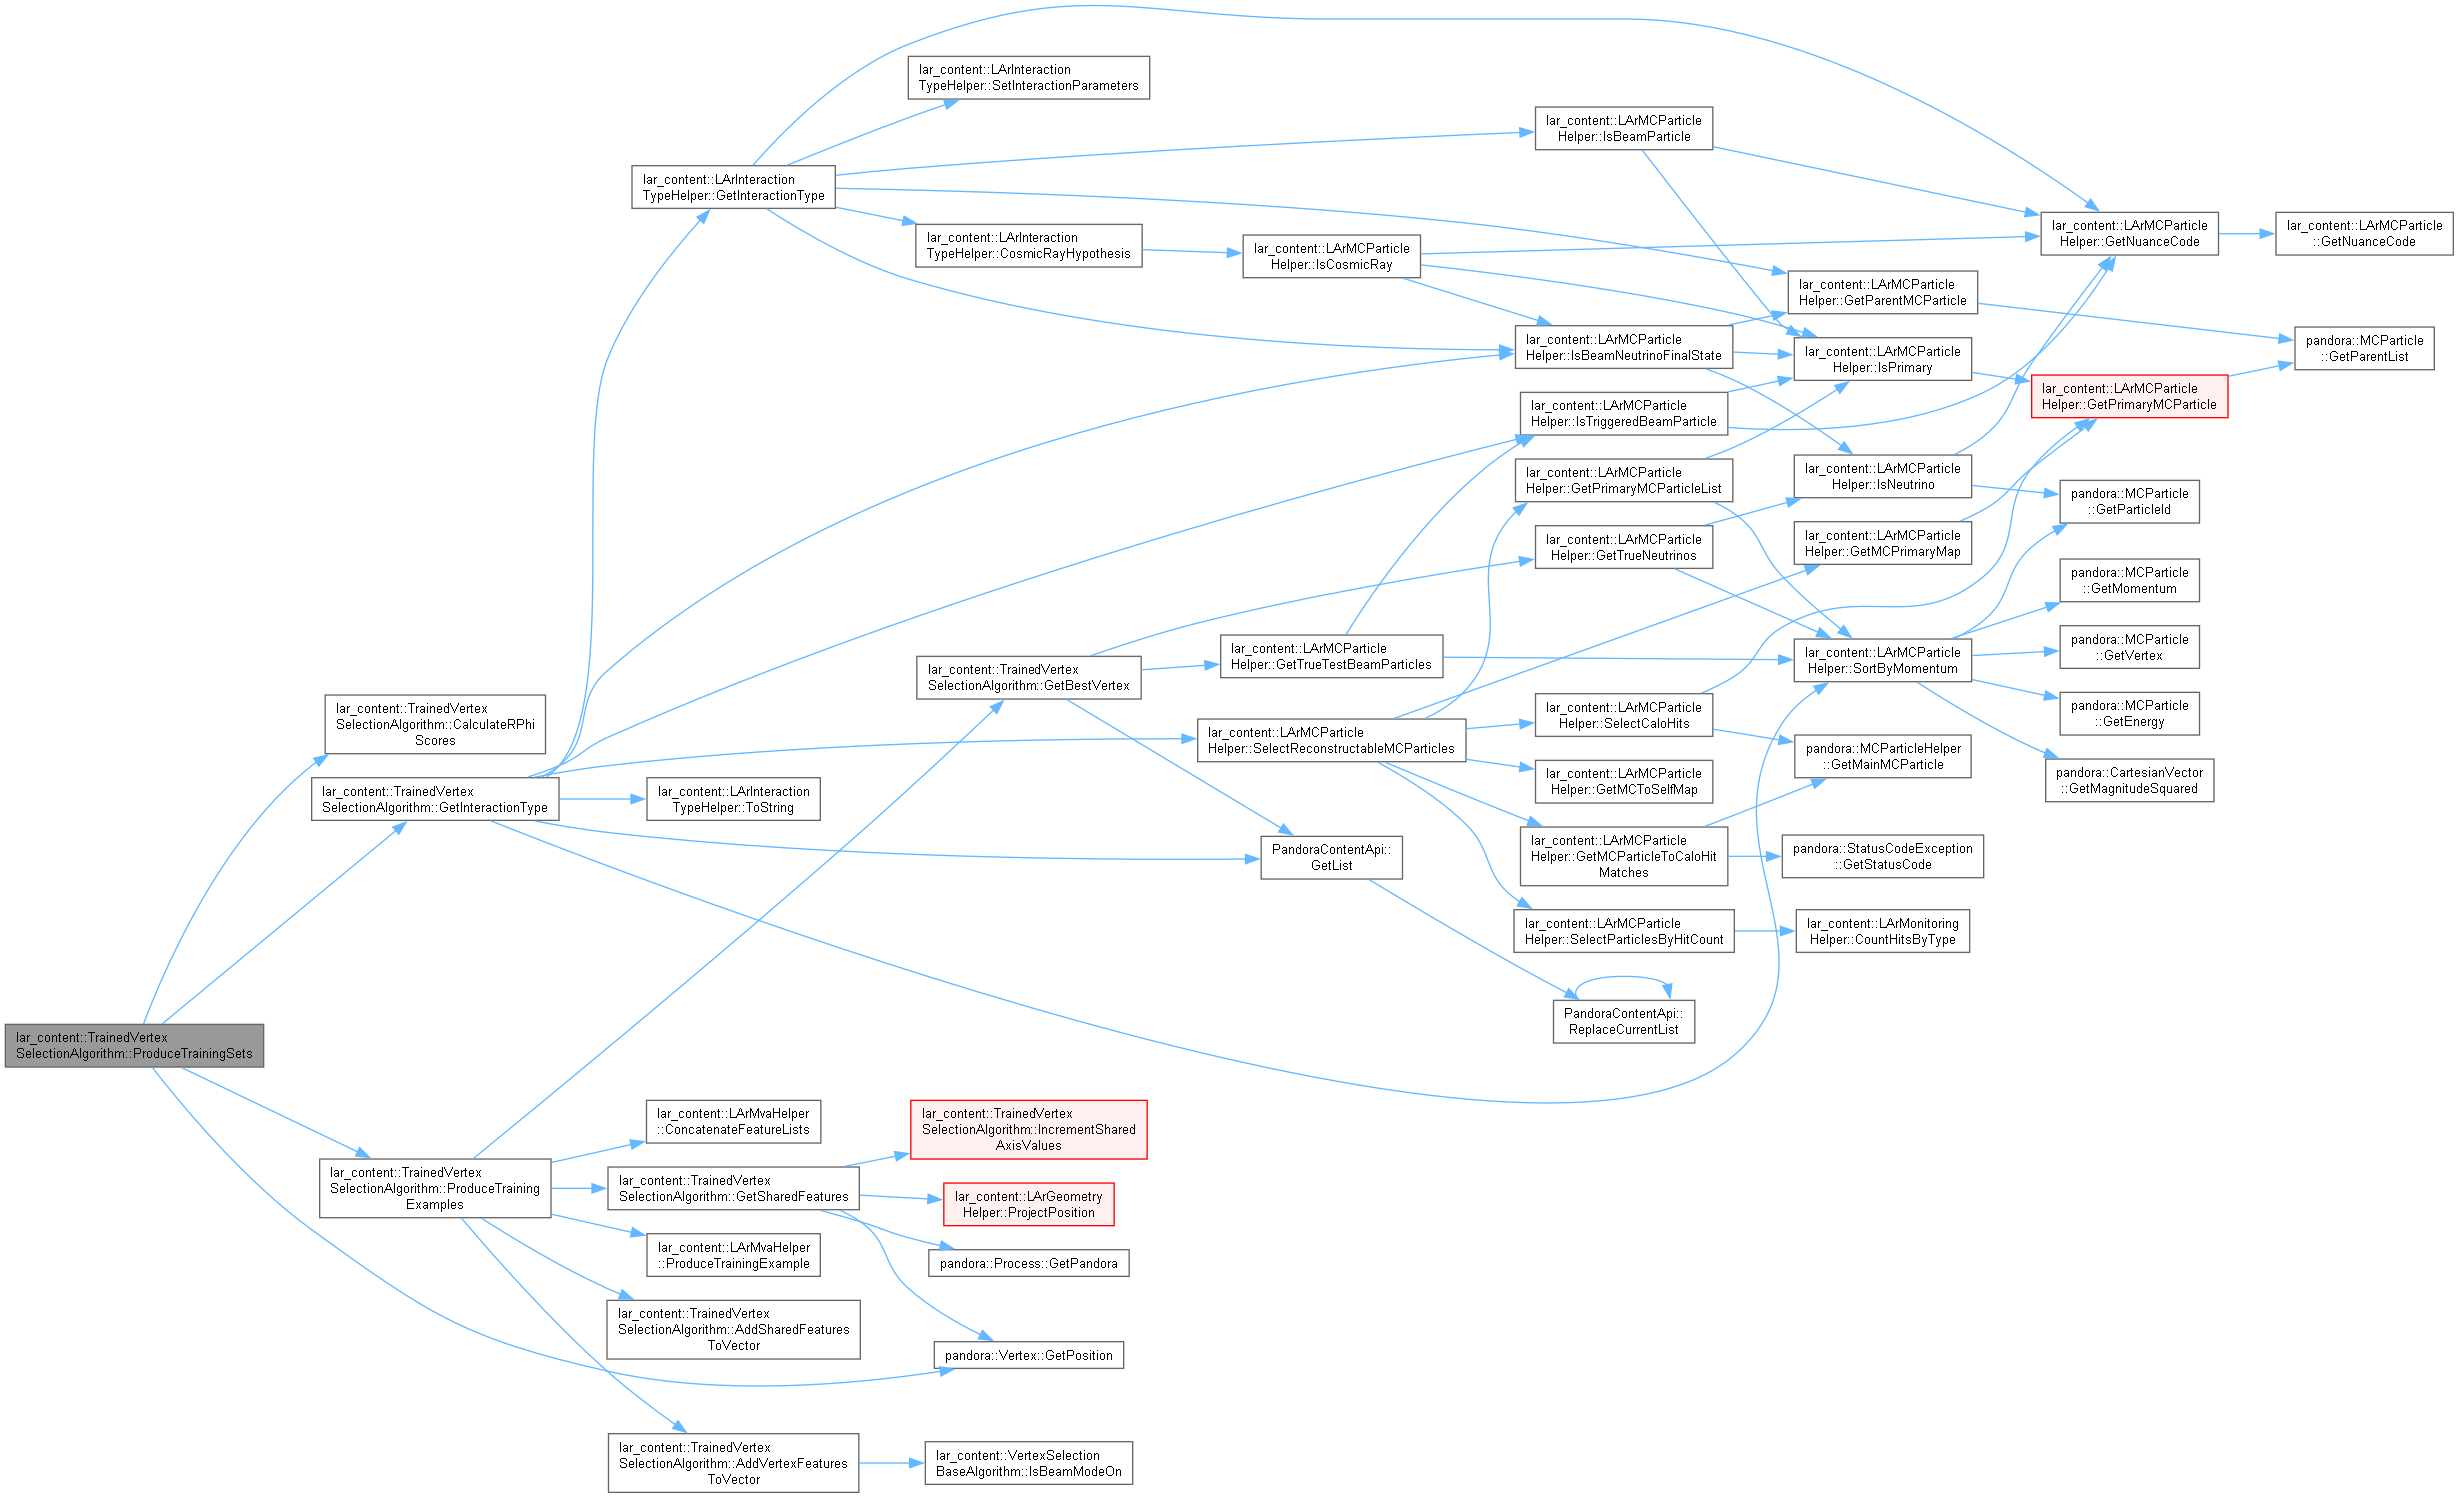 lar_content::TrainedVertex
SelectionAlgorithm::ProduceTrainingSets
lar_content::TrainedVertex
SelectionAlgorithm::CalculateRPhi
Scores
lar_content::TrainedVertex
SelectionAlgorithm::GetInteractionType
lar_content::TrainedVertex
SelectionAlgorithm::ProduceTraining
Examples
lar_content::LArInteraction
TypeHelper::GetInteractionType
lar_content::LArInteraction
TypeHelper::ToString
lar_content::LArMvaHelper
::ConcatenateFeatureLists
lar_content::TrainedVertex
SelectionAlgorithm::GetSharedFeatures
lar_content::LArMvaHelper
::ProduceTrainingExample
lar_content::TrainedVertex
SelectionAlgorithm::AddSharedFeatures
ToVector
lar_content::TrainedVertex
SelectionAlgorithm::AddVertexFeatures
ToVector
lar_content::LArInteraction
TypeHelper::SetInteractionParameters
lar_content::LArInteraction
TypeHelper::CosmicRayHypothesis
lar_content::TrainedVertex
SelectionAlgorithm::GetBestVertex
lar_content::TrainedVertex
SelectionAlgorithm::IncrementShared
AxisValues
lar_content::LArGeometry
Helper::ProjectPosition
pandora::Process::GetPandora
pandora::Vertex::GetPosition
lar_content::VertexSelection
BaseAlgorithm::IsBeamModeOn
lar_content::LArMCParticle
Helper::IsCosmicRay
lar_content::LArMCParticle
Helper::GetTrueTestBeamParticles
lar_content::LArMCParticle
Helper::SelectReconstructableMCParticles
PandoraContentApi::
GetList
lar_content::LArMCParticle
Helper::IsBeamParticle
lar_content::LArMCParticle
Helper::IsBeamNeutrinoFinalState
lar_content::LArMCParticle
Helper::IsTriggeredBeamParticle
lar_content::LArMCParticle
Helper::GetPrimaryMCParticleList
lar_content::LArMCParticle
Helper::GetTrueNeutrinos
lar_content::LArMCParticle
Helper::SelectCaloHits
lar_content::LArMCParticle
Helper::GetMCToSelfMap
lar_content::LArMCParticle
Helper::GetMCParticleToCaloHit
Matches
lar_content::LArMCParticle
Helper::SelectParticlesByHitCount
PandoraContentApi::
ReplaceCurrentList
lar_content::LArMCParticle
Helper::GetParentMCParticle
lar_content::LArMCParticle
Helper::IsPrimary
lar_content::LArMCParticle
Helper::IsNeutrino
lar_content::LArMCParticle
Helper::GetMCPrimaryMap
lar_content::LArMCParticle
Helper::SortByMomentum
pandora::MCParticleHelper
::GetMainMCParticle
pandora::StatusCodeException
::GetStatusCode
lar_content::LArMonitoring
Helper::CountHitsByType
lar_content::LArMCParticle
Helper::GetNuanceCode
lar_content::LArMCParticle
Helper::GetPrimaryMCParticle
pandora::MCParticle
::GetParticleId
pandora::MCParticle
::GetMomentum
pandora::MCParticle
::GetVertex
pandora::MCParticle
::GetEnergy
pandora::CartesianVector
::GetMagnitudeSquared
lar_content::LArMCParticle
::GetNuanceCode
pandora::MCParticle
::GetParentList